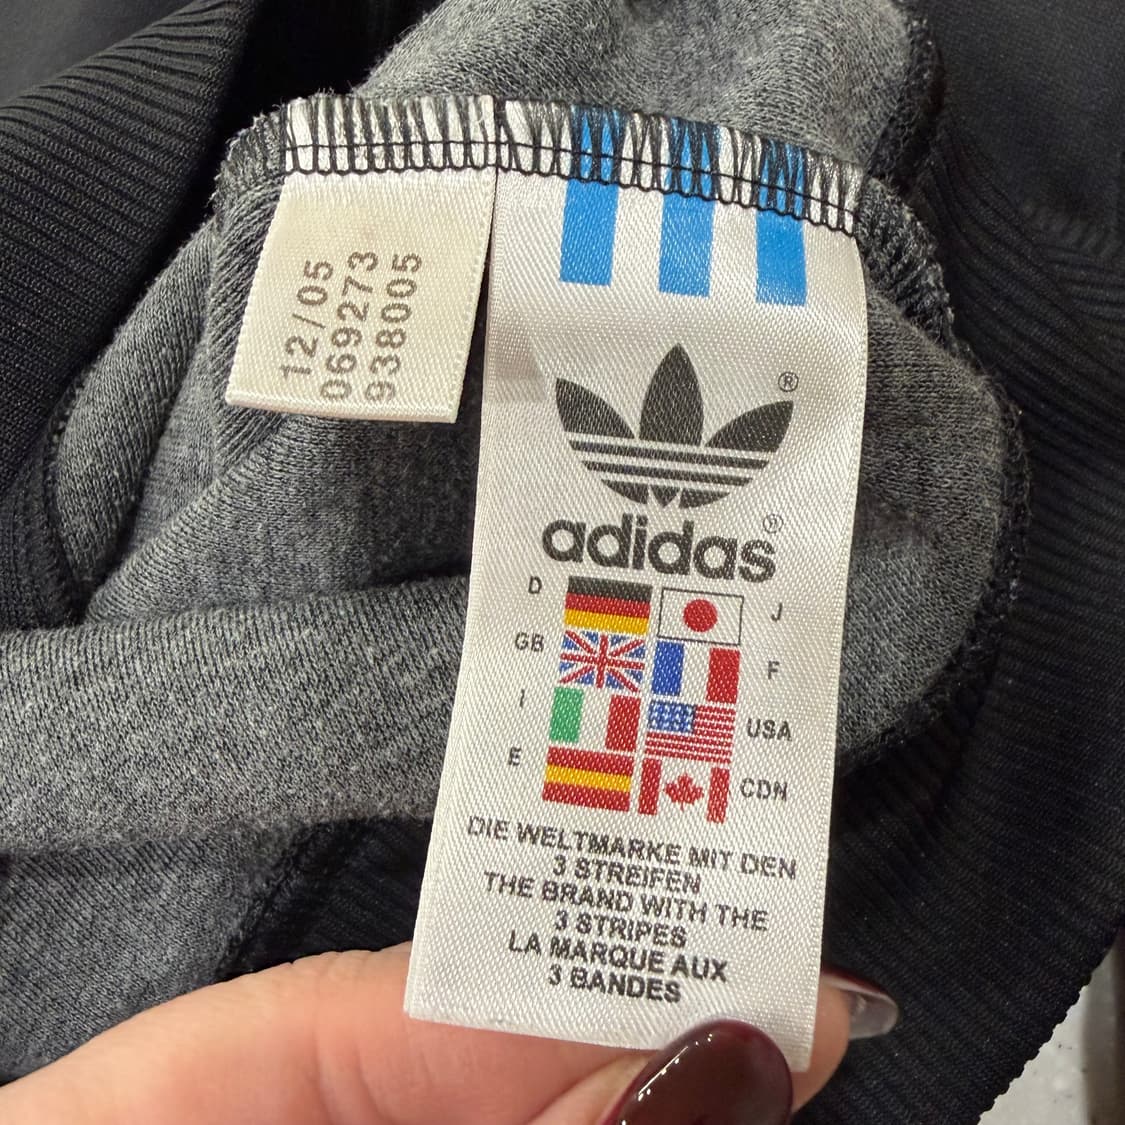 12/05
069273
938005
®
adidas®
D
J
GB
F
I
USA
E
CDN
DIE WELTMARKE MIT DEN
3 STREIFEN
THE BRAND WITH THE
3 STRIPES
LA MARQUE AUX
3 BANDES